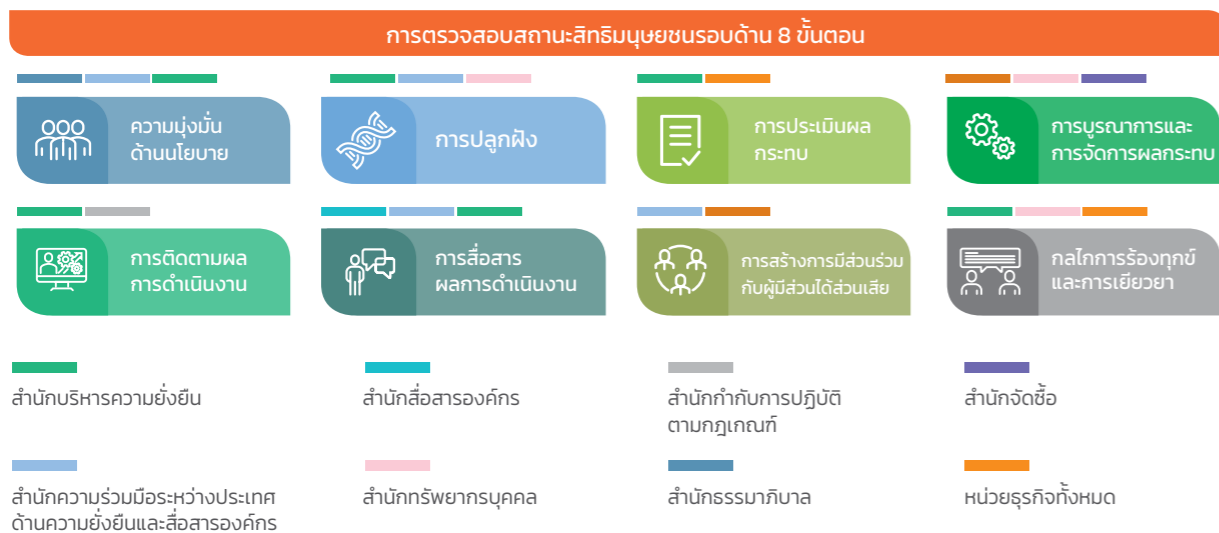 การตรวจสอบสถานะสิทธิมนุษยชนรอบด้าน 8 ขั้นตอน
ความมุ่งมั่น
ด้านนโยบาย
การปลูกฝัง
การประเมินผล
กระทบ
การบูรณาการและ
การจัดการผลกระทบ
การติดตามผล
การดำเนินงาน
การสื่อสาร
ผลการดำเนินงาน
การสร้างการมีส่วนร่วม
กับผู้มีส่วนได้ส่วนเสีย
กลไกการร้องทุกข์
และการเยียวยา
สำนักบริหารความยั่งยืน
สำนักสื่อสารองค์กร
สำนักกำกับการปฏิบัติ
ตามกฎเกณฑ์
สำนักจัดซื้อ
สำนักความร่วมมือระหว่างประเทศ
ด้านความยั่งยืนและสื่อสารองค์กร
สำนักทรัพยากรบุคคล
สำนักธรรมาภิบาล
หน่วยธุรกิจทั้งหมด